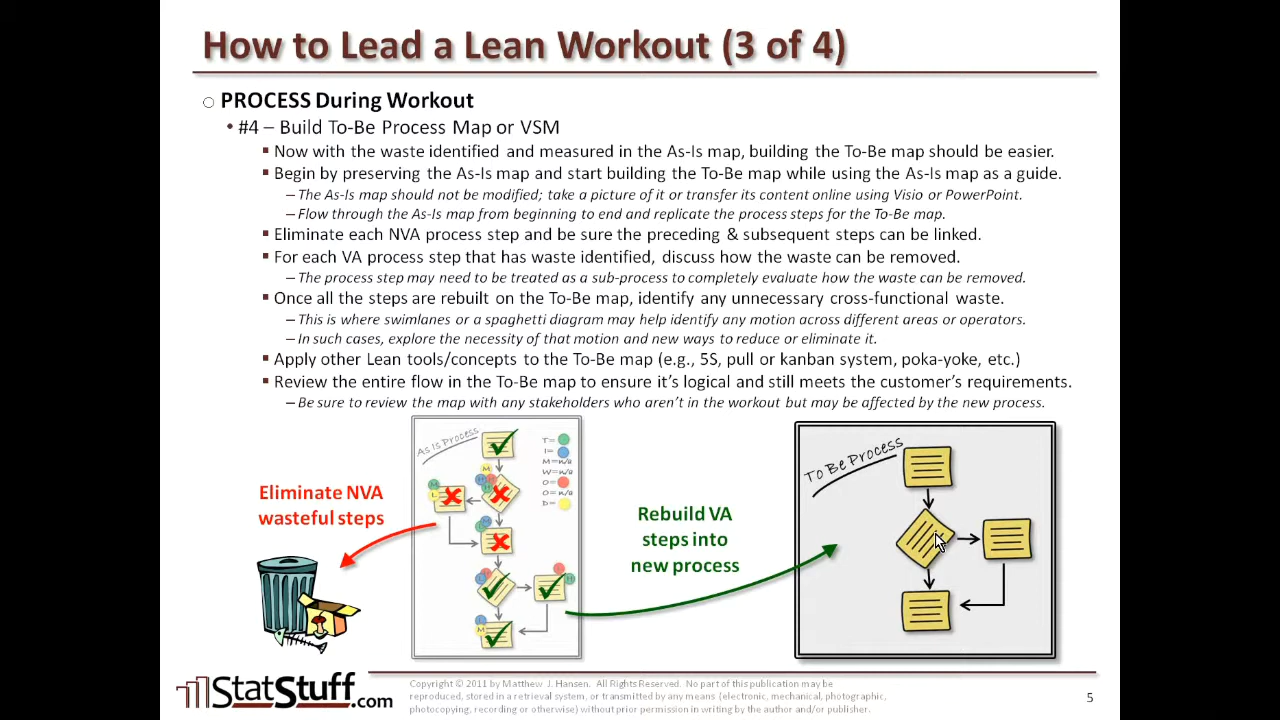 How to Lead a Lean Workout (3 of 4)
PROCESS During Workout
#4 – Build To-Be Process Map or VSM
Now with the waste identified and measured in the As-Is map, building the To-Be map should be easier.
Begin by preserving the As-Is map and start building the To-Be map while using the As-Is map as a guide.
– The As-Is map should not be modified; take a picture of it or transfer its content online using Visio or PowerPoint.
– Flow through the As-Is map from beginning to end and replicate the process steps for the To-Be map.
Eliminate each NVA process step and be sure the preceding & subsequent steps can be linked.
For each VA process step that has waste identified, discuss how the waste can be removed.
– The process step may need to be treated as a sub-process to completely evaluate how the waste can be removed.
Once all the steps are rebuilt on the To-Be map, identify any unnecessary cross-functional waste.
– This is where swimlanes or a spaghetti diagram may help identify any motion across different areas or operators.
– In such cases, explore the necessity of that motion and new ways to reduce or eliminate it.
Apply other Lean tools/concepts to the To-Be map (e.g., 5S, pull or kanban system, poka-yoke, etc.)
Review the entire flow in the To-Be map to ensure it's logical and still meets the customer's requirements.
– Be sure to review the map with any stakeholders who aren't in the workout but may be affected by the new process.
Eliminate NVA
wasteful steps
As Is Process
T=
I=
M=n/a
W=n/a
O=
O=n/a
D=
Rebuild VA
steps into
new process
To Be Process
StatStuff.com
Copyright © 2011 by Matthew J. Hansen. All Rights Reserved. No part of this publication may be
reproduced, stored in a retrieval system, or transmitted by any means (electronic, mechanical, photographic,
photocopying, recording or otherwise) without prior permission in writing by the author and/or publisher.
5